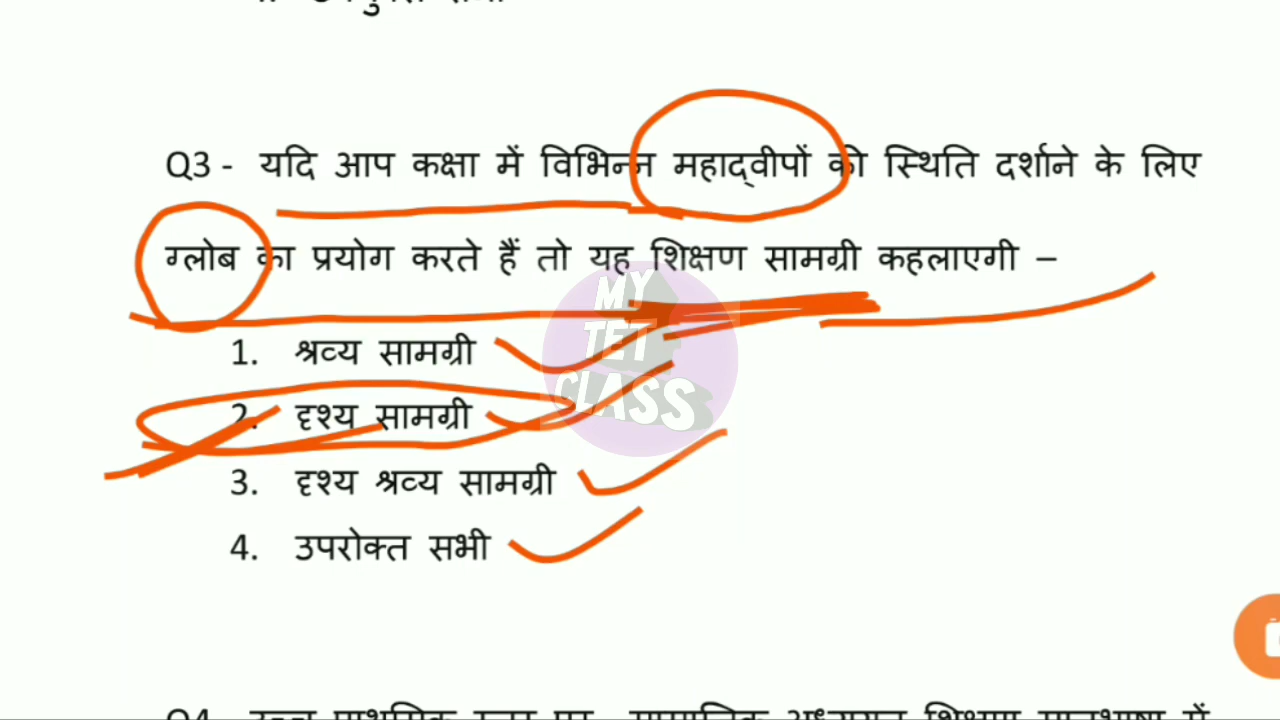 Q3 - यदि आप कक्षा में विभिन्न महाद्वीपों की स्थिति दर्शाने के लिए
ग्लोब का प्रयोग करते हैं तो यह शिक्षण सामग्री कहलाएगी –
1. श्रव्य सामग्री
2. दृश्य सामग्री
3. दृश्य श्रव्य सामग्री
4. उपरोक्त सभी
MY
TET
CLASS